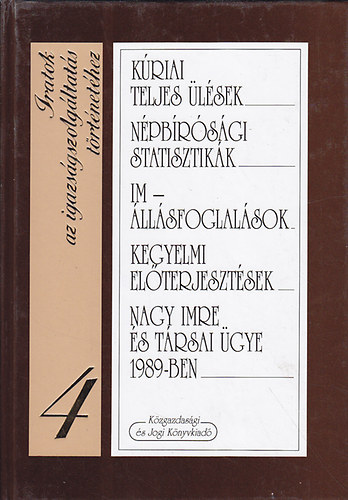 Iratok
az igazságszolgáltatás
történetéhez
4
KÚRIAI
TELJES ÜLÉSEK
NÉPBÍRÓSÁGI
STATISZTIKÁK
IM –
ÁLLÁSFOGLALÁSOK
KEGYELMI
ELŐTERJESZTÉSEK
NAGY IMRE
ÉS TÁRSAI ÜGYE
1989-BEN
Közgazdasági
és Jogi Könyvkiadó